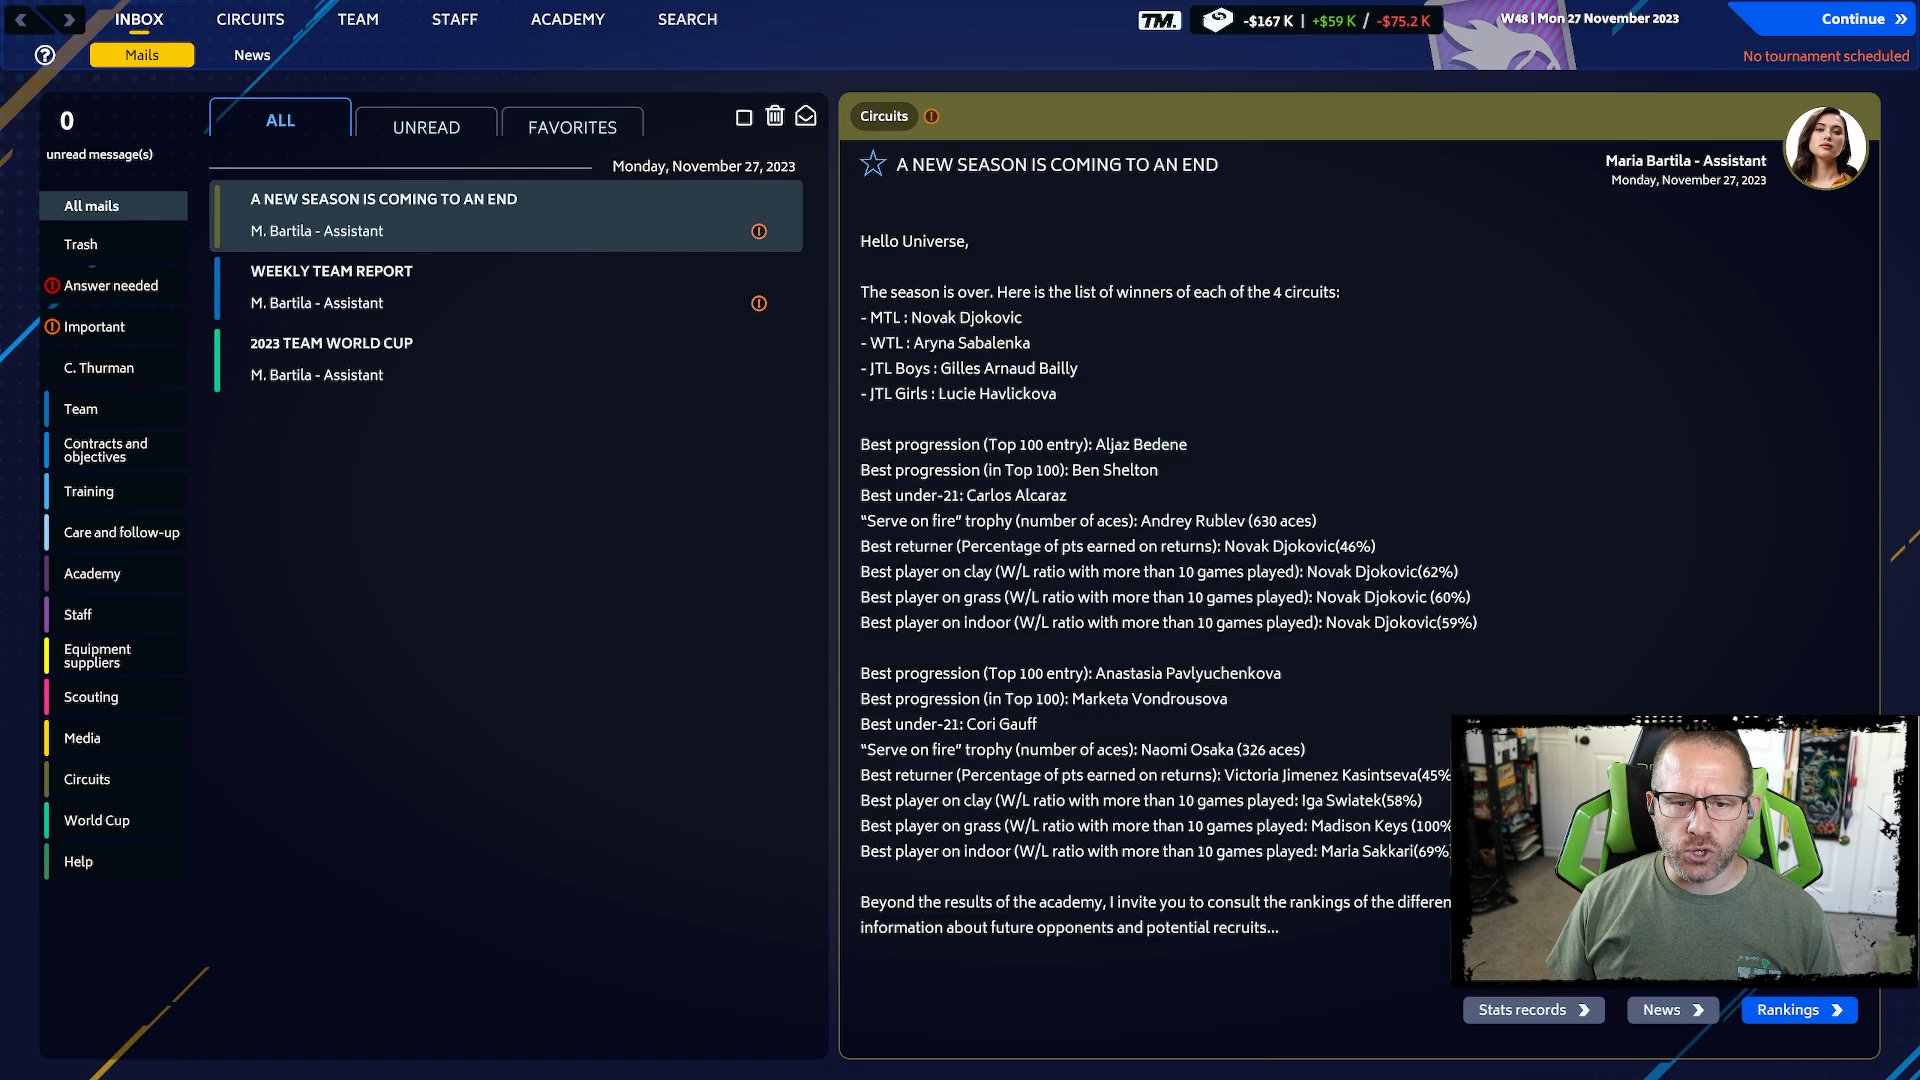 INBOX
CIRCUITS
TEAM
STAFF
ACADEMY
SEARCH
TM.
-$167 K | +$59 K / -$75.2 K
W48 | Mon 27 November 2023
Continue
Mails
News
No tournament scheduled
0
unread message(s)
All mails
Trash
Answer needed
Important
C. Thurman
Team
Contracts and
objectives
Training
Care and follow-up
Academy
Staff
Equipment
suppliers
Scouting
Media
Circuits
World Cup
Help
ALL
UNREAD
FAVORITES
Monday, November 27, 2023
A NEW SEASON IS COMING TO AN END
M. Bartila - Assistant
WEEKLY TEAM REPORT
M. Bartila - Assistant
2023 TEAM WORLD CUP
M. Bartila - Assistant
Circuits
A NEW SEASON IS COMING TO AN END
Maria Bartila - Assistant
Monday, November 27, 2023
Hello Universe,
The season is over. Here is the list of winners of each of the 4 circuits:
- MTL : Novak Djokovic
- WTL : Aryna Sabalenka
- JTL Boys : Gilles Arnaud Bailly
- JTL Girls : Lucie Havlickova
Best progression (Top 100 entry): Aljaz Bedene
Best progression (in Top 100): Ben Shelton
Best under-21: Carlos Alcaraz
“Serve on fire” trophy (number of aces): Andrey Rublev (630 aces)
Best returner (Percentage of pts earned on returns): Novak Djokovic(46%)
Best player on clay (W/L ratio with more than 10 games played): Novak Djokovic(62%)
Best player on grass (W/L ratio with more than 10 games played): Novak Djokovic (60%)
Best player on indoor (W/L ratio with more than 10 games played): Novak Djokovic(59%)
Best progression (Top 100 entry): Anastasia Pavlyuchenkova
Best progression (in Top 100): Marketa Vondrousova
Best under-21: Cori Gauff
“Serve on fire” trophy (number of aces): Naomi Osaka (326 aces)
Best returner (Percentage of pts earned on returns): Victoria Jimenez Kasintseva(45%
Best player on clay (W/L ratio with more than 10 games played: Iga Swiatek(58%)
Best player on grass (W/L ratio with more than 10 games played: Madison Keys (100%
Best player on indoor (W/L ratio with more than 10 games played: Maria Sakkari(69%
Beyond the results of the academy, I invite you to consult the rankings of the differen
information about future opponents and potential recruits...
Stats records
News
Rankings